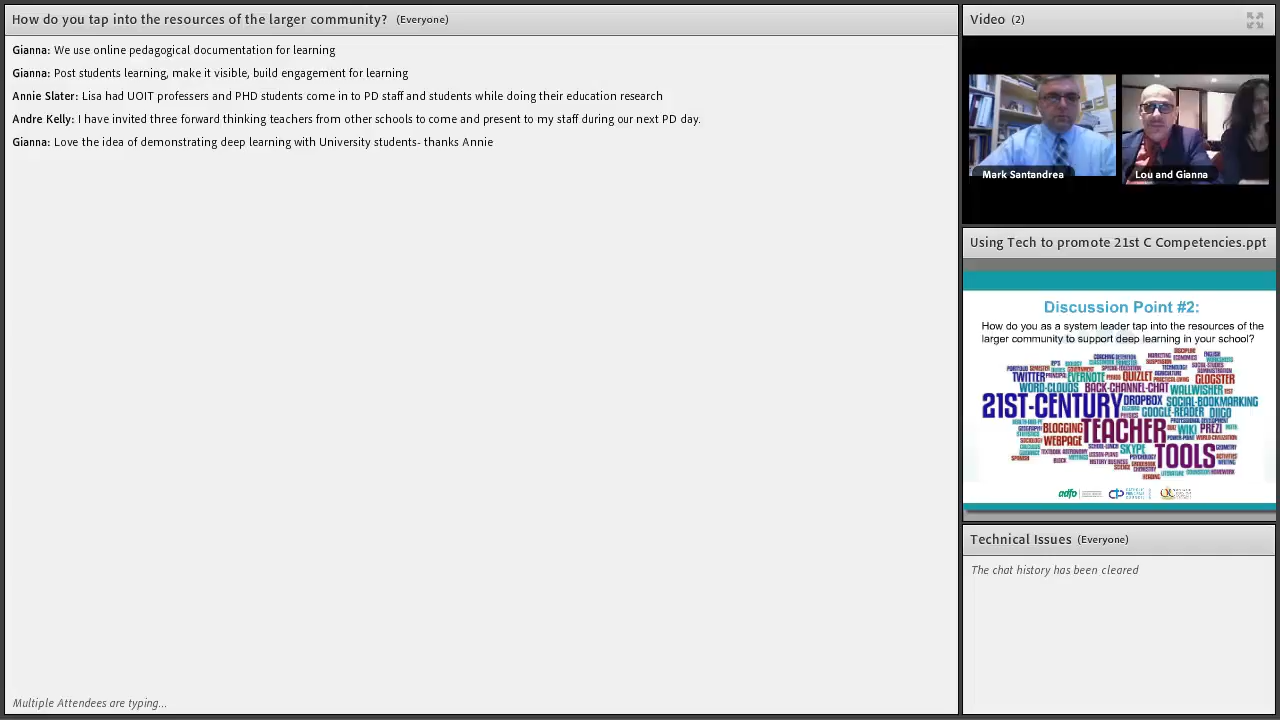 How do you tap into the resources of the larger community? (Everyone)
Gianna: We use online pedagogical documentation for learning
Gianna: Post students learning, make it visible, build engagement for learning
Annie Slater: Lisa had UOIT professers and PHD students come in to PD staff and students while doing their education research
Andre Kelly: I have invited three forward thinking teachers from other schools to come and present to my staff during our next PD day.
Gianna: Love the idea of demonstrating deep learning with University students- thanks Annie
Multiple Attendees are typing...
Video (2)
Mark Santandrea
Lou and Gianna
Using Tech to promote 21st C Competencies.ppt
Discussion Point #2:
How do you as a system leader tap into the resources of the
larger community to support deep learning in your school?
TWITTER EVERNOTE QUIZLET GLOGSTER
WORD-CLOUDS BACK-CHANNEL-CHAT WALLWISHER
21ST-CENTURY DROPBOX SOCIAL-BOOKMARKING
GOOGLE-READER DIIGO
BLOGGING TEACHER WIKI PREZI
WEBPAGE SKYPE TOOLS
adfo
Technical Issues (Everyone)
The chat history has been cleared